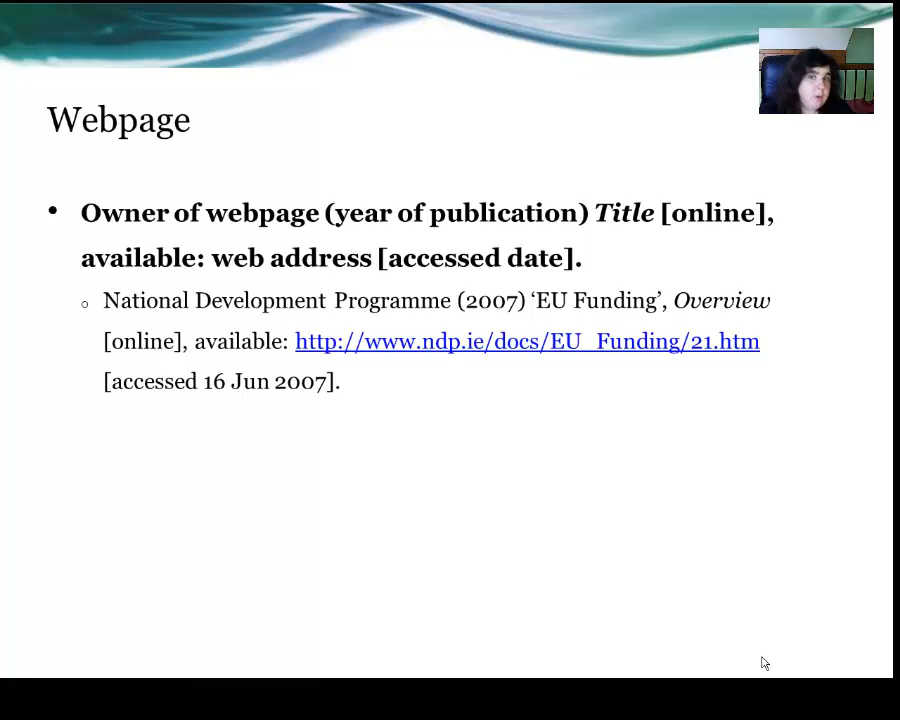 Webpage
• Owner of webpage (year of publication) Title [online],
available: web address [accessed date].
o National Development Programme (2007) ‘EU Funding’, Overview
[online], available: http://www.ndp.ie/docs/EU_Funding/21.htm
[accessed 16 Jun 2007].